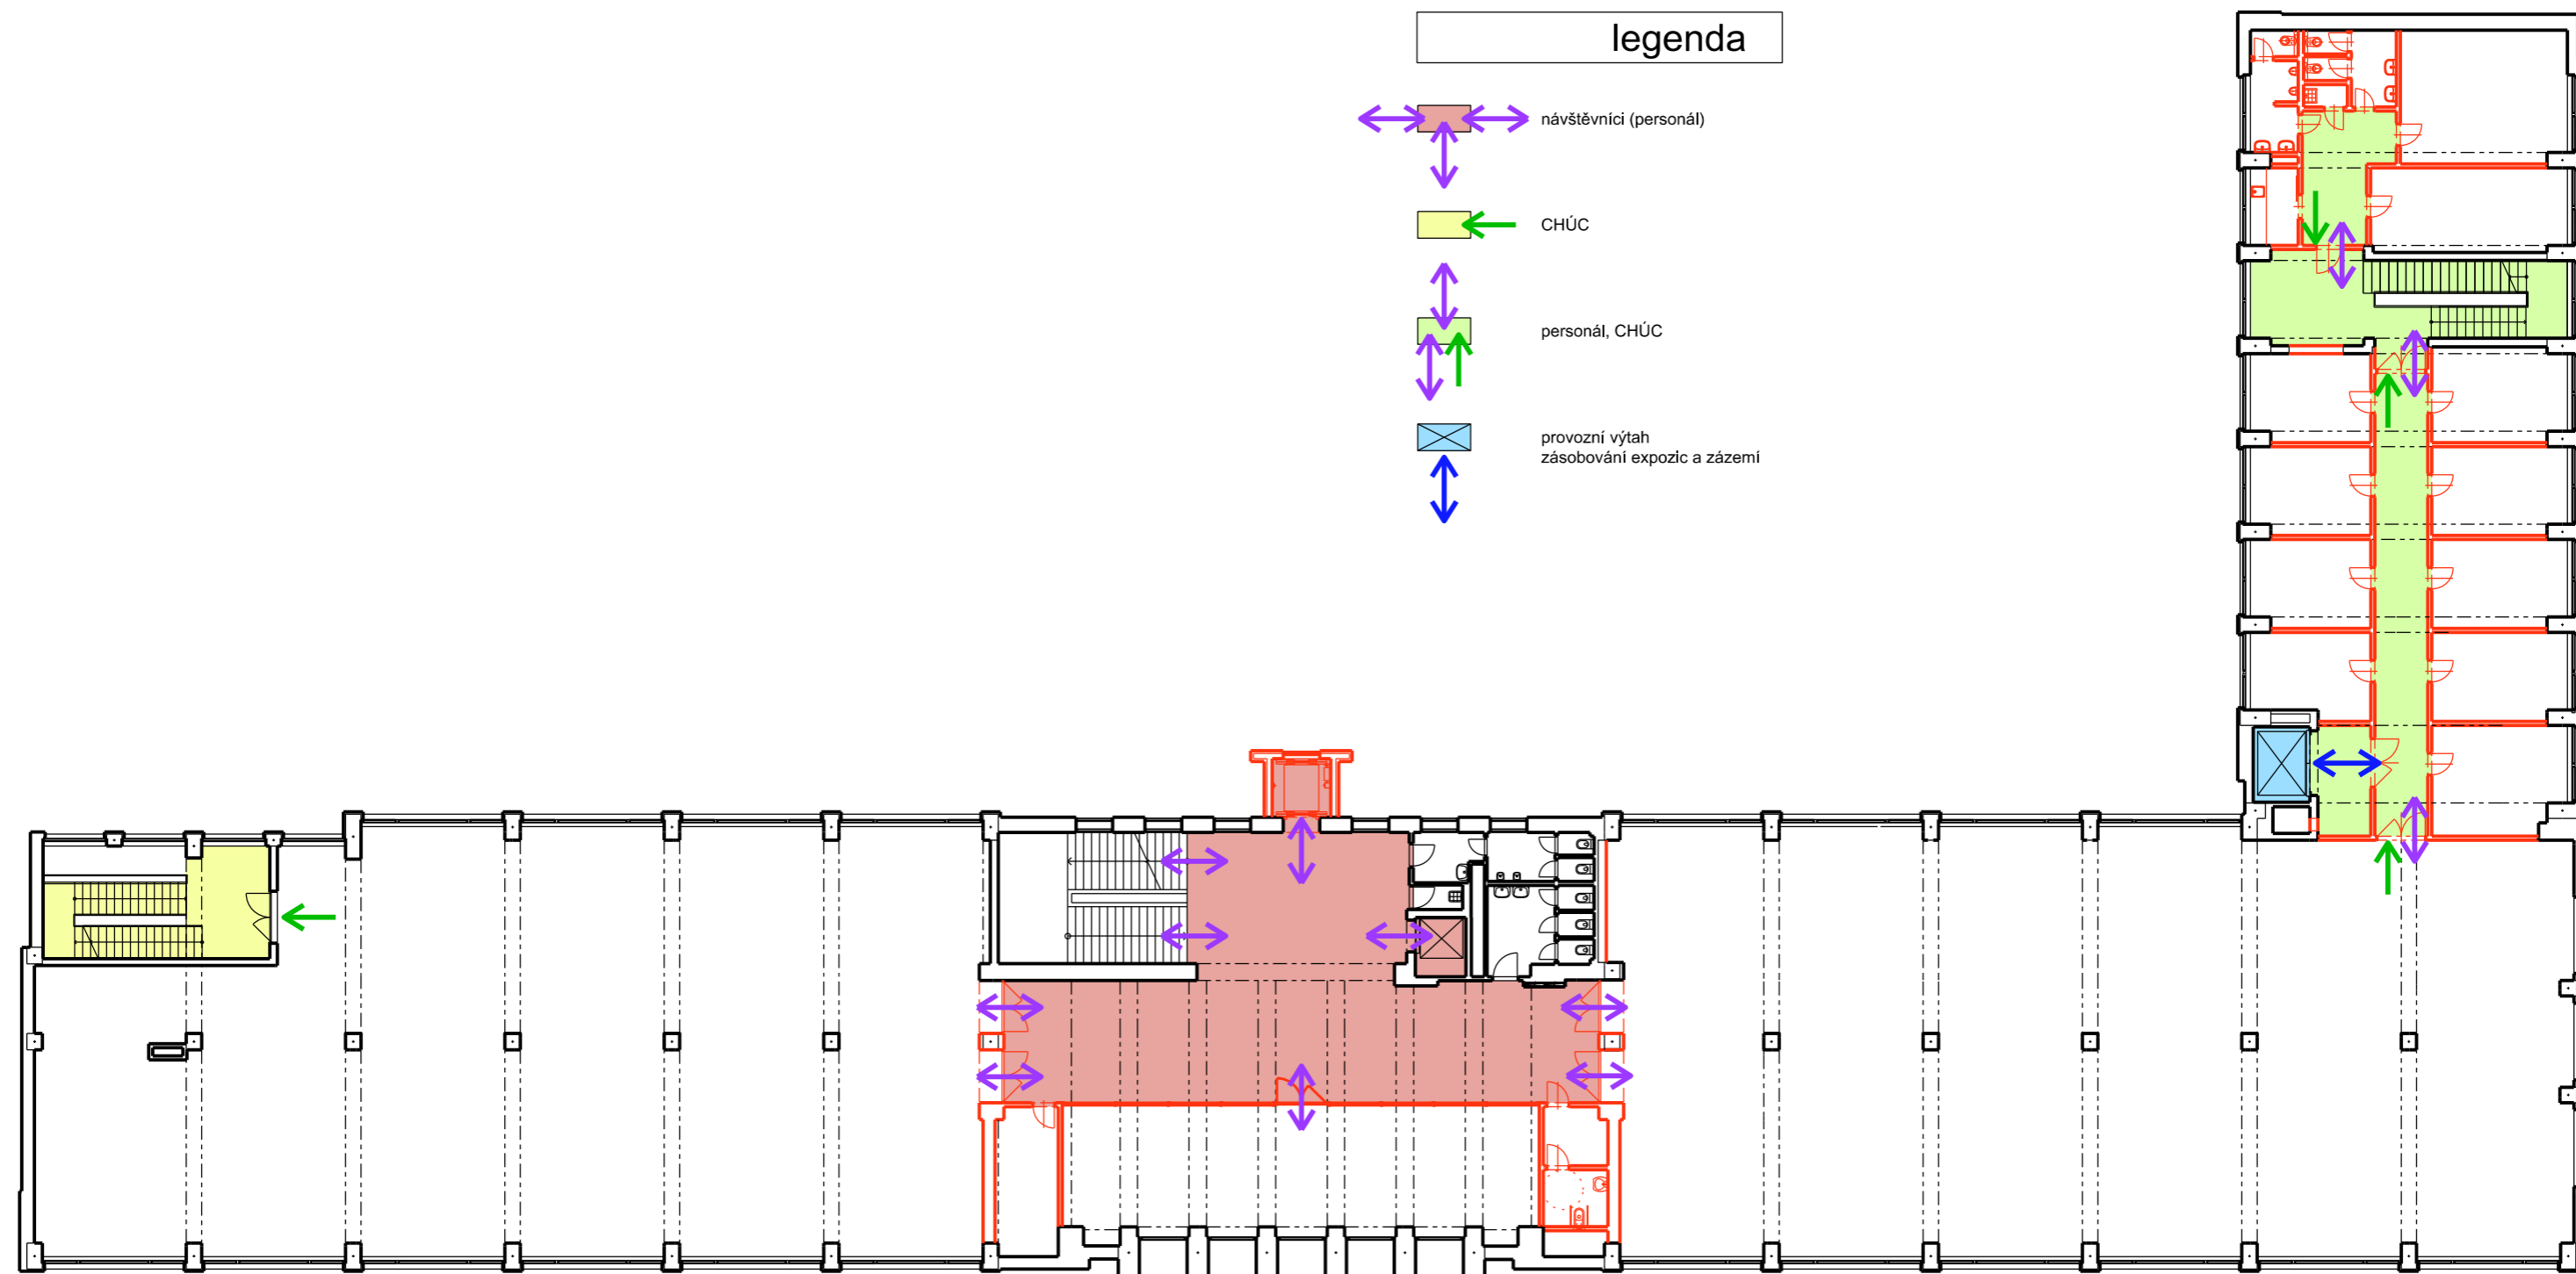 legenda
návštěvníci (personál)
CHÚC
personál, CHÚC
provozní výtah
zásobování expozic a zázemí